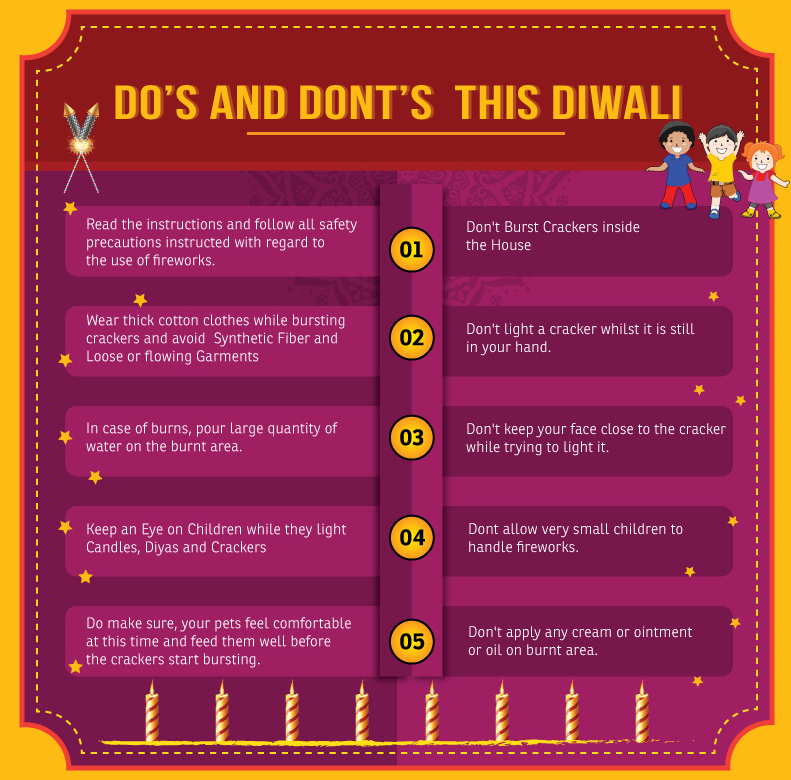 DO'S AND DONT'S THIS DIWALI
Read the instructions and follow all safety
precautions instructed with regard to
the use of fireworks.
01
Don't Burst Crackers inside
the House
Wear thick cotton clothes while bursting
crackers and avoid Synthetic Fiber and
Loose or flowing Garments
02
Don't light a cracker whilst it is still
in your hand.
In case of burns, pour large quantity of
water on the burnt area.
03
Don't keep your face close to the cracker
while trying to light it.
Keep an Eye on Children while they light
Candles, Diyas and Crackers
04
Dont allow very small children to
handle fireworks.
Do make sure, your pets feel comfortable
at this time and feed them well before
the crackers start bursting.
05
Don't apply any cream or ointment
or oil on burnt area.